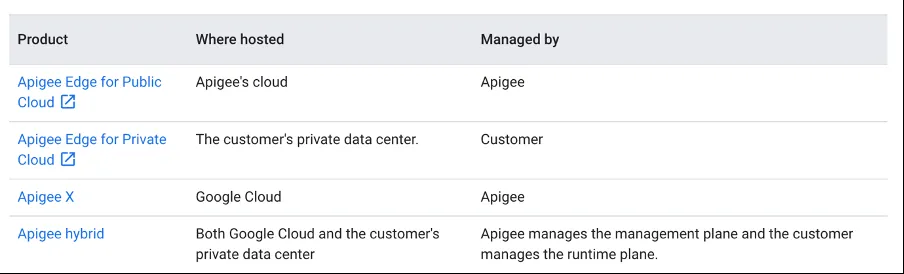 Product Where hosted Managed by
Apigee Edge for Public Apigee's cloud Apigee
Cloud
Apigee Edge for Private The customer's private data center. Customer
Cloud
Apigee X Google Cloud Apigee
Apigee hybrid Both Google Cloud and the customer's Apigee manages the management plane and the customer
private data center manages the runtime plane.